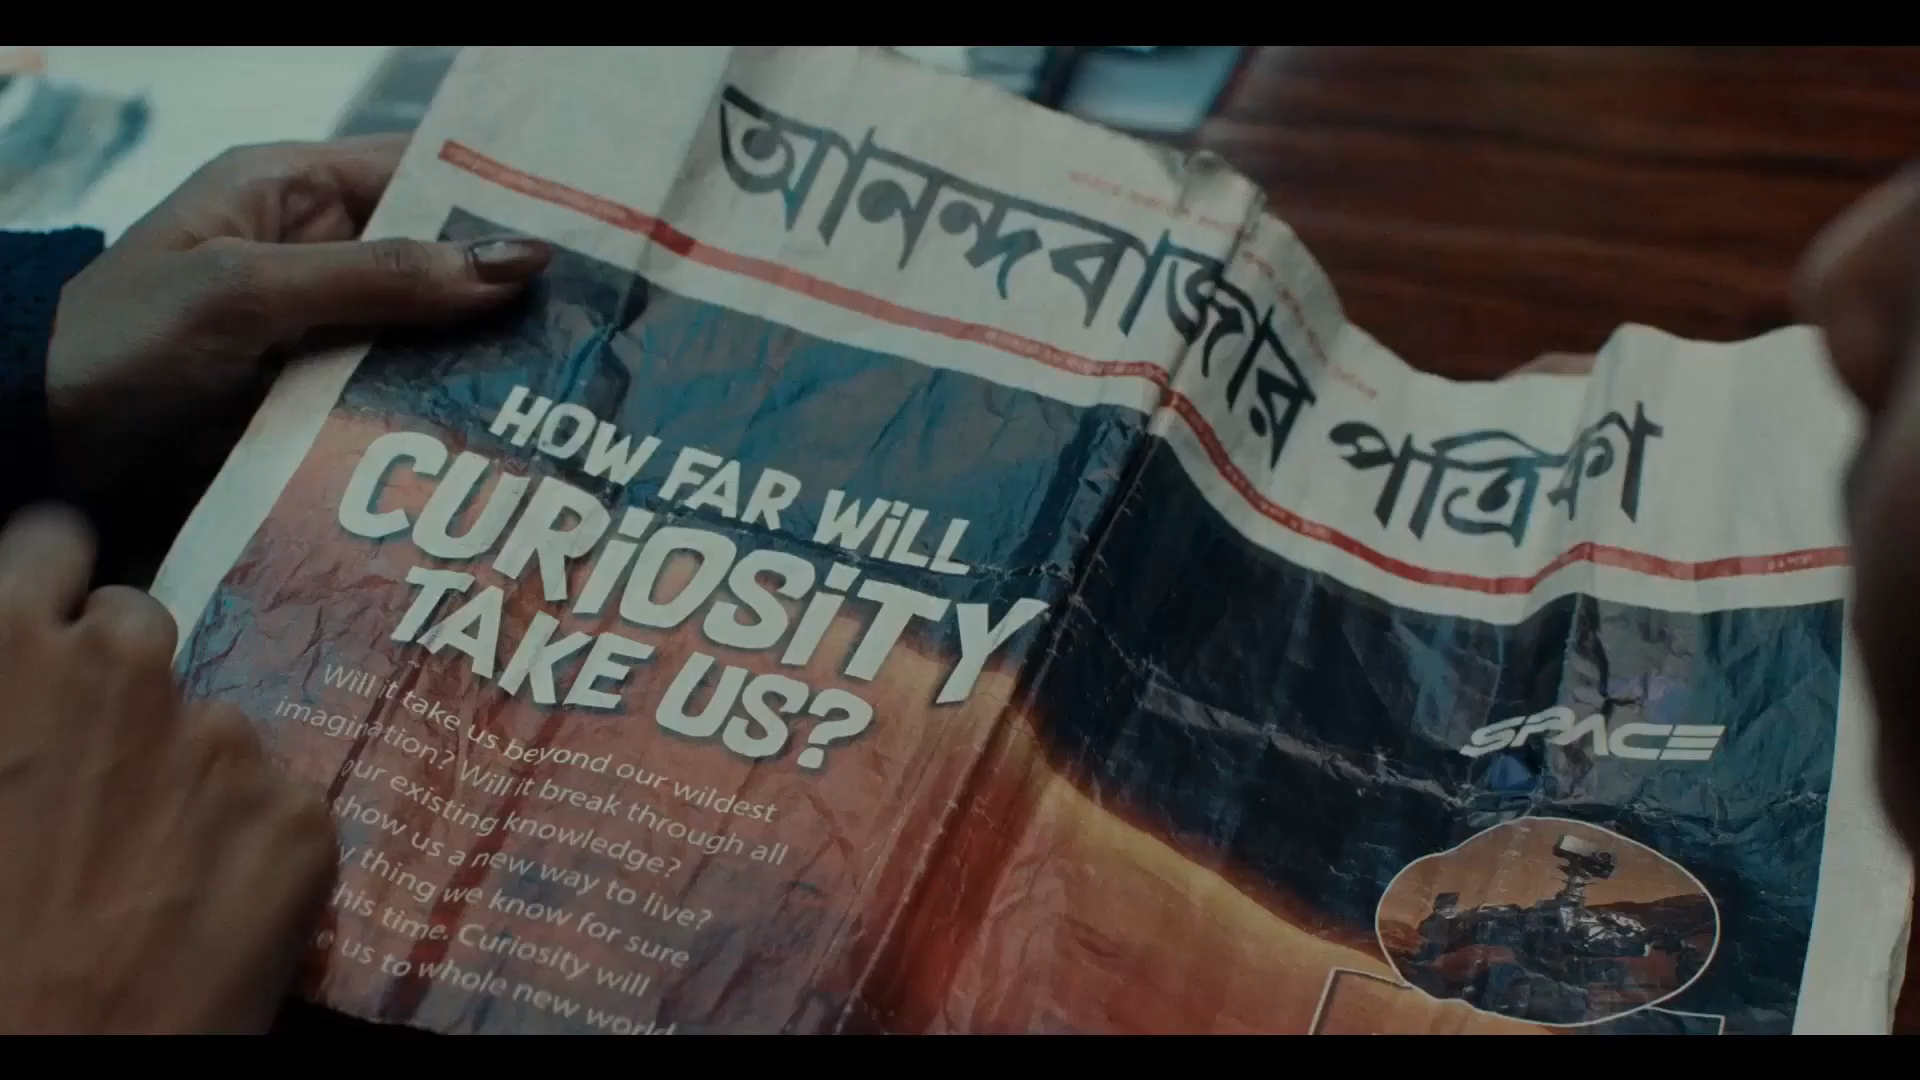 আনন্দবাজার পত্রিকা
HOW FAR WiLL
CURiOSiTY
TAKE US?
Will it take us beyond our wildest
imagination? Will it break through all
our existing knowledge?
show us a new way to live?
thing we know for sure
this time. Curiosity will
us to whole new world
SPACE